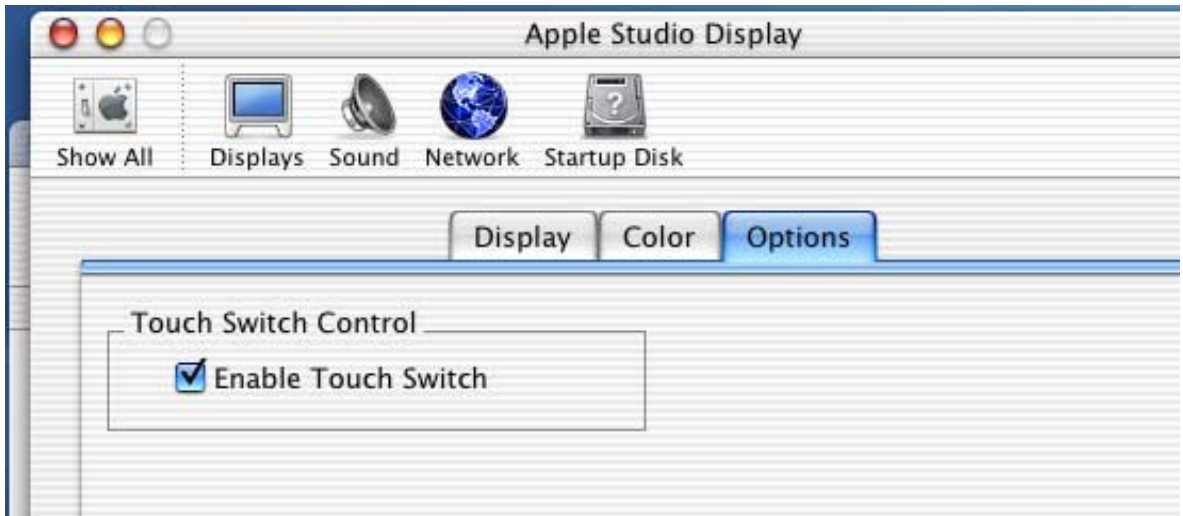 Apple Studio Display
Show All Displays Sound Network Startup Disk
Display Color Options
Touch Switch Control
Enable Touch Switch